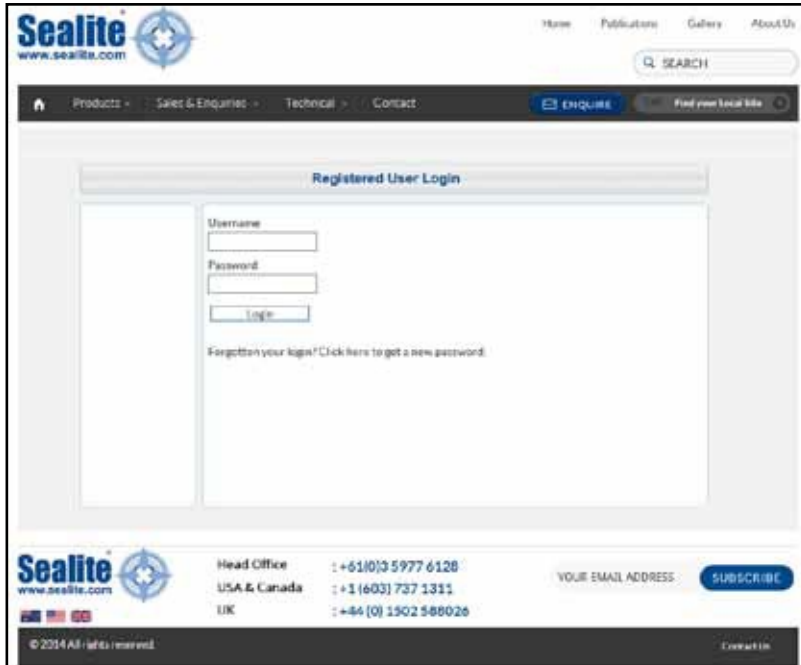 Sealite
www.sealite.com
Home Publications Gallery About Us
SEARCH
Products Sales & Enquiries Technical Contact
ENQUIRE
Find your local Site
Registered User Login
Username
Password
Login
Forgotten your login? Click here to get a new password.
Sealite
www.sealite.com
Head Office : +61(0)3 5977 6128
USA & Canada : +1 (603) 737 1311
UK : +44 (0) 1502 588026
YOUR EMAIL ADDRESS
SUBSCRIBE
© 2014 All rights reserved.
Contact Us